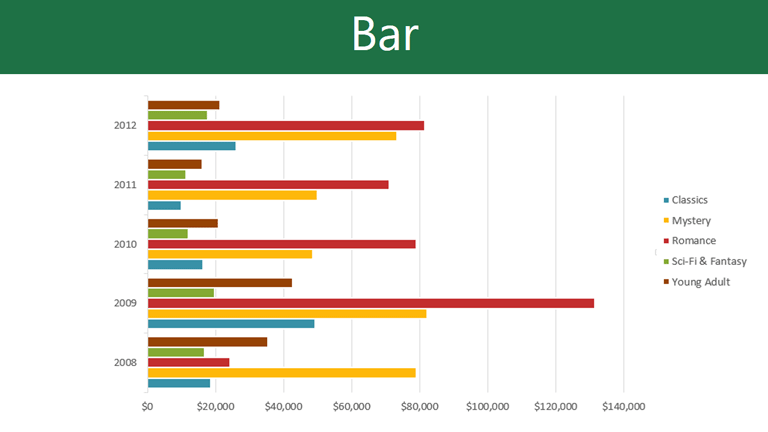 Bar
2012
2011
2010
2009
2008
$0 $20,000 $40,000 $60,000 $80,000 $100,000 $120,000 $140,000
Classics
Mystery
Romance
Sci-Fi & Fantasy
Young Adult